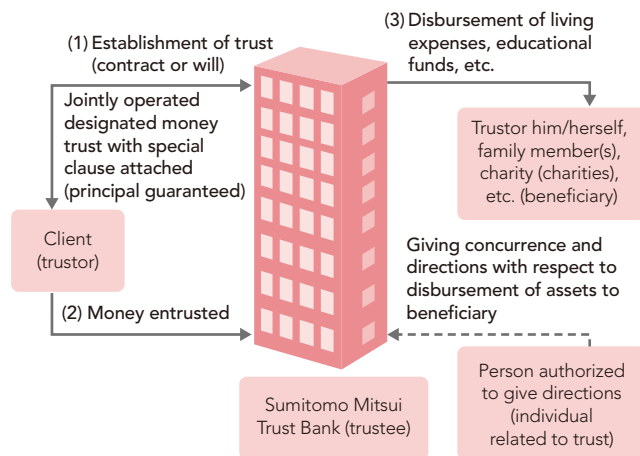 (1) Establishment of trust
(contract or will)
Jointly operated
designated money
trust with special
clause attached
(principal guaranteed)
Client
(trustor)
(2) Money entrusted
Sumitomo Mitsui
Trust Bank (trustee)
(3) Disbursement of living
expenses, educational
funds, etc.
Trustor him/herself,
family member(s),
charity (charities),
etc. (beneficiary)
Giving concurrence and
directions with respect to
disbursement of assets to
beneficiary
Person authorized
to give directions
(individual
related to trust)